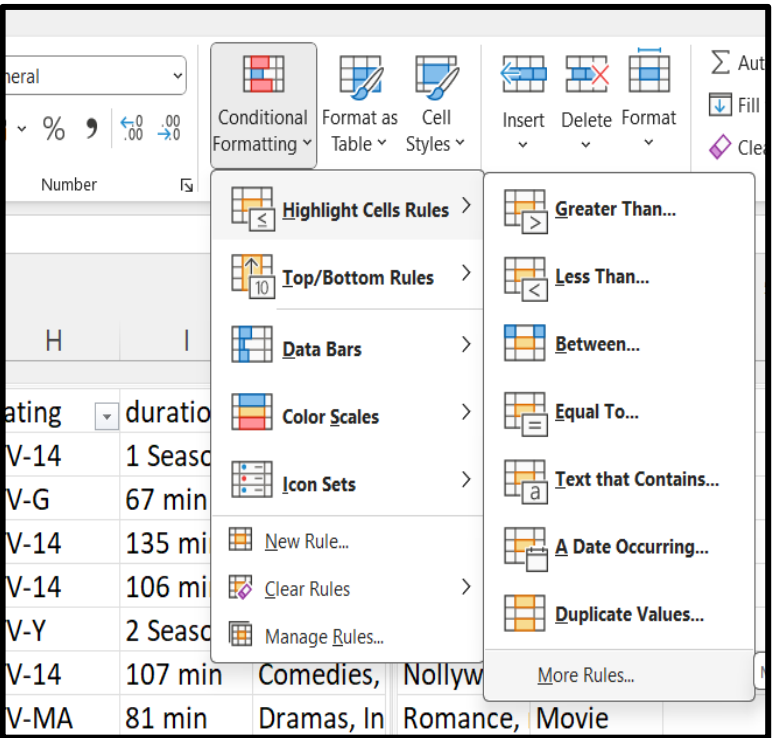 neral
Σ Aut
Conditional Formatting
Format as Table
Cell Styles
Insert
Delete
Format
Fill
Clea
% , .00 .00
Number
Highlight Cells Rules
Top/Bottom Rules
Data Bars
Color Scales
Icon Sets
New Rule...
Clear Rules
Manage Rules...
Greater Than...
Less Than...
Between...
Equal To...
Text that Contains...
A Date Occurring...
Duplicate Values...
More Rules...
H I
ating duratio
V-14 1 Seaso
V-G 67 min
V-14 135 mi
V-14 106 mi
V-Y 2 Seaso
V-14 107 min Comedies, Nollyw
V-MA 81 min Dramas, In Romance, Movie